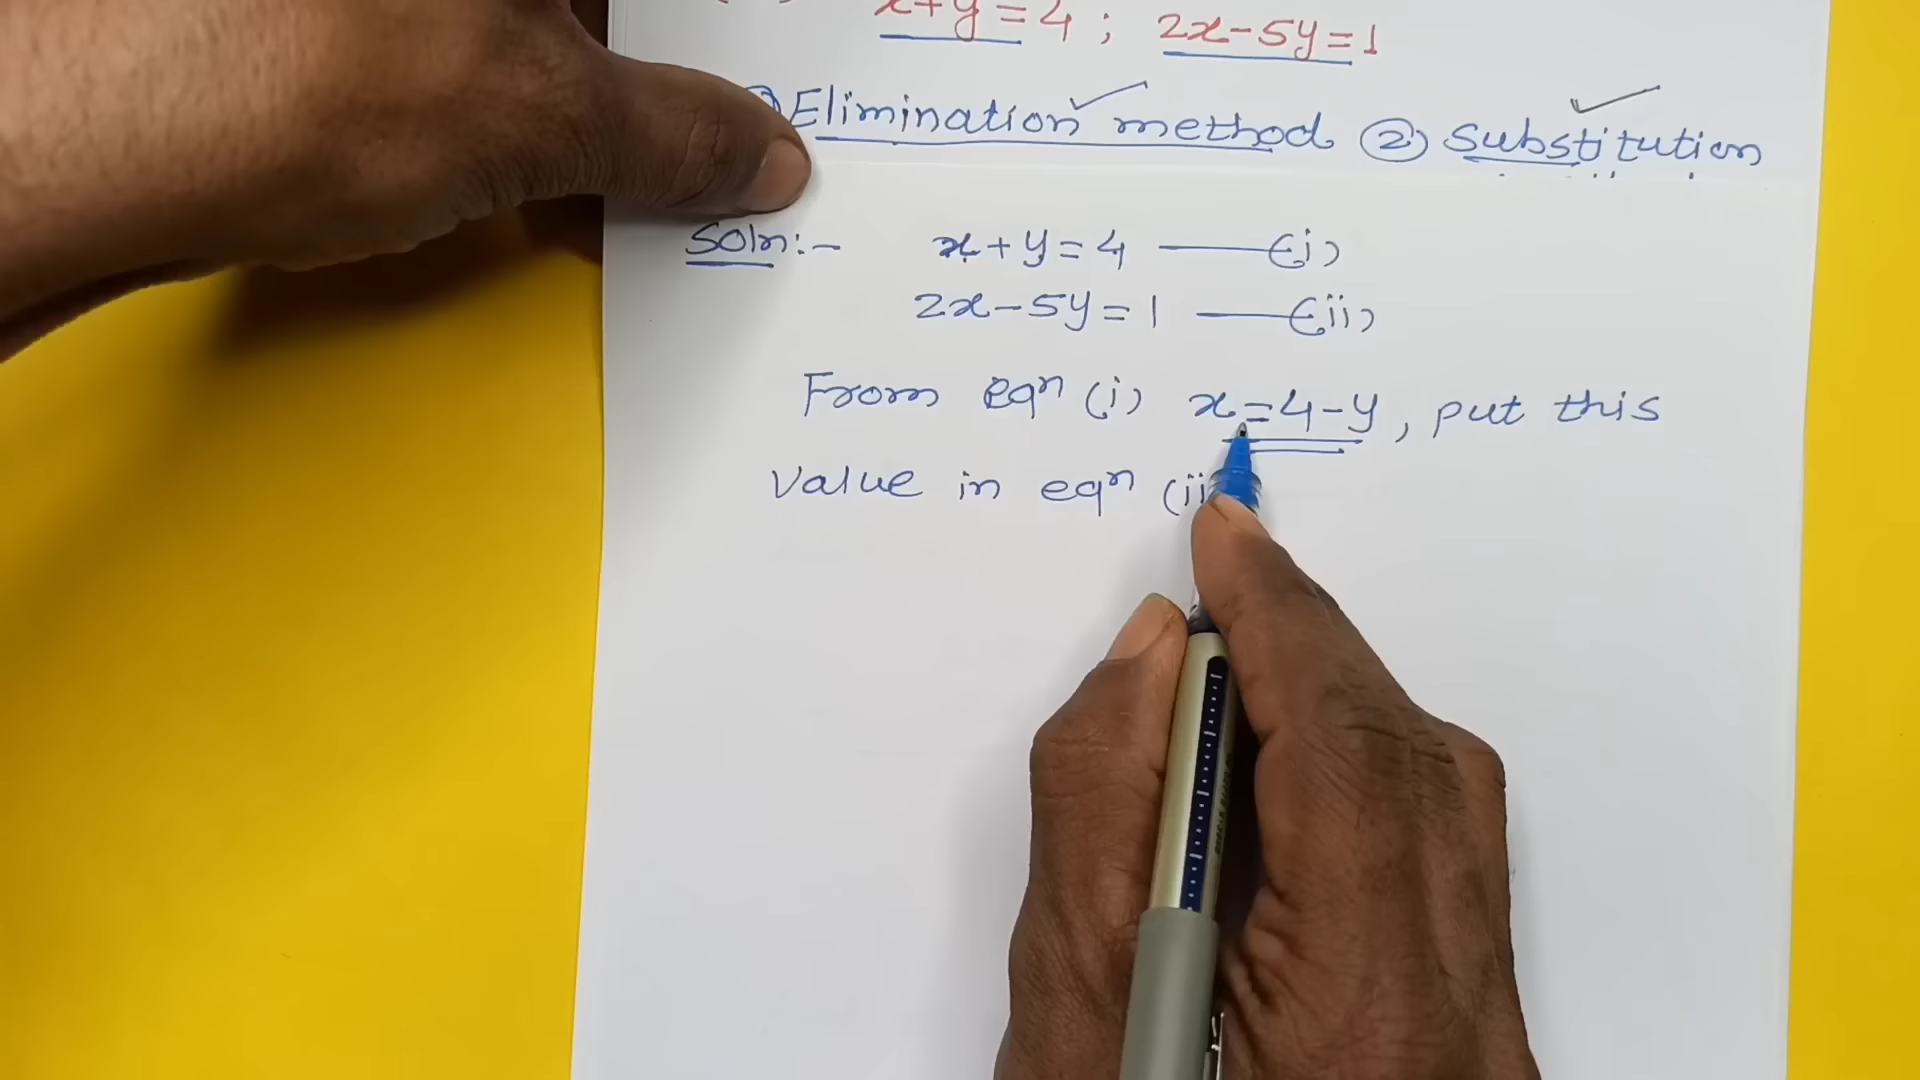 x+y=4 ; 2x-5y=1
Elimination method ② Substitution
Soln:- x+y=4 —— (i)
2x-5y=1 —— (ii)
From eqⁿ (i) x=4-y, put this
value in eqⁿ (ii